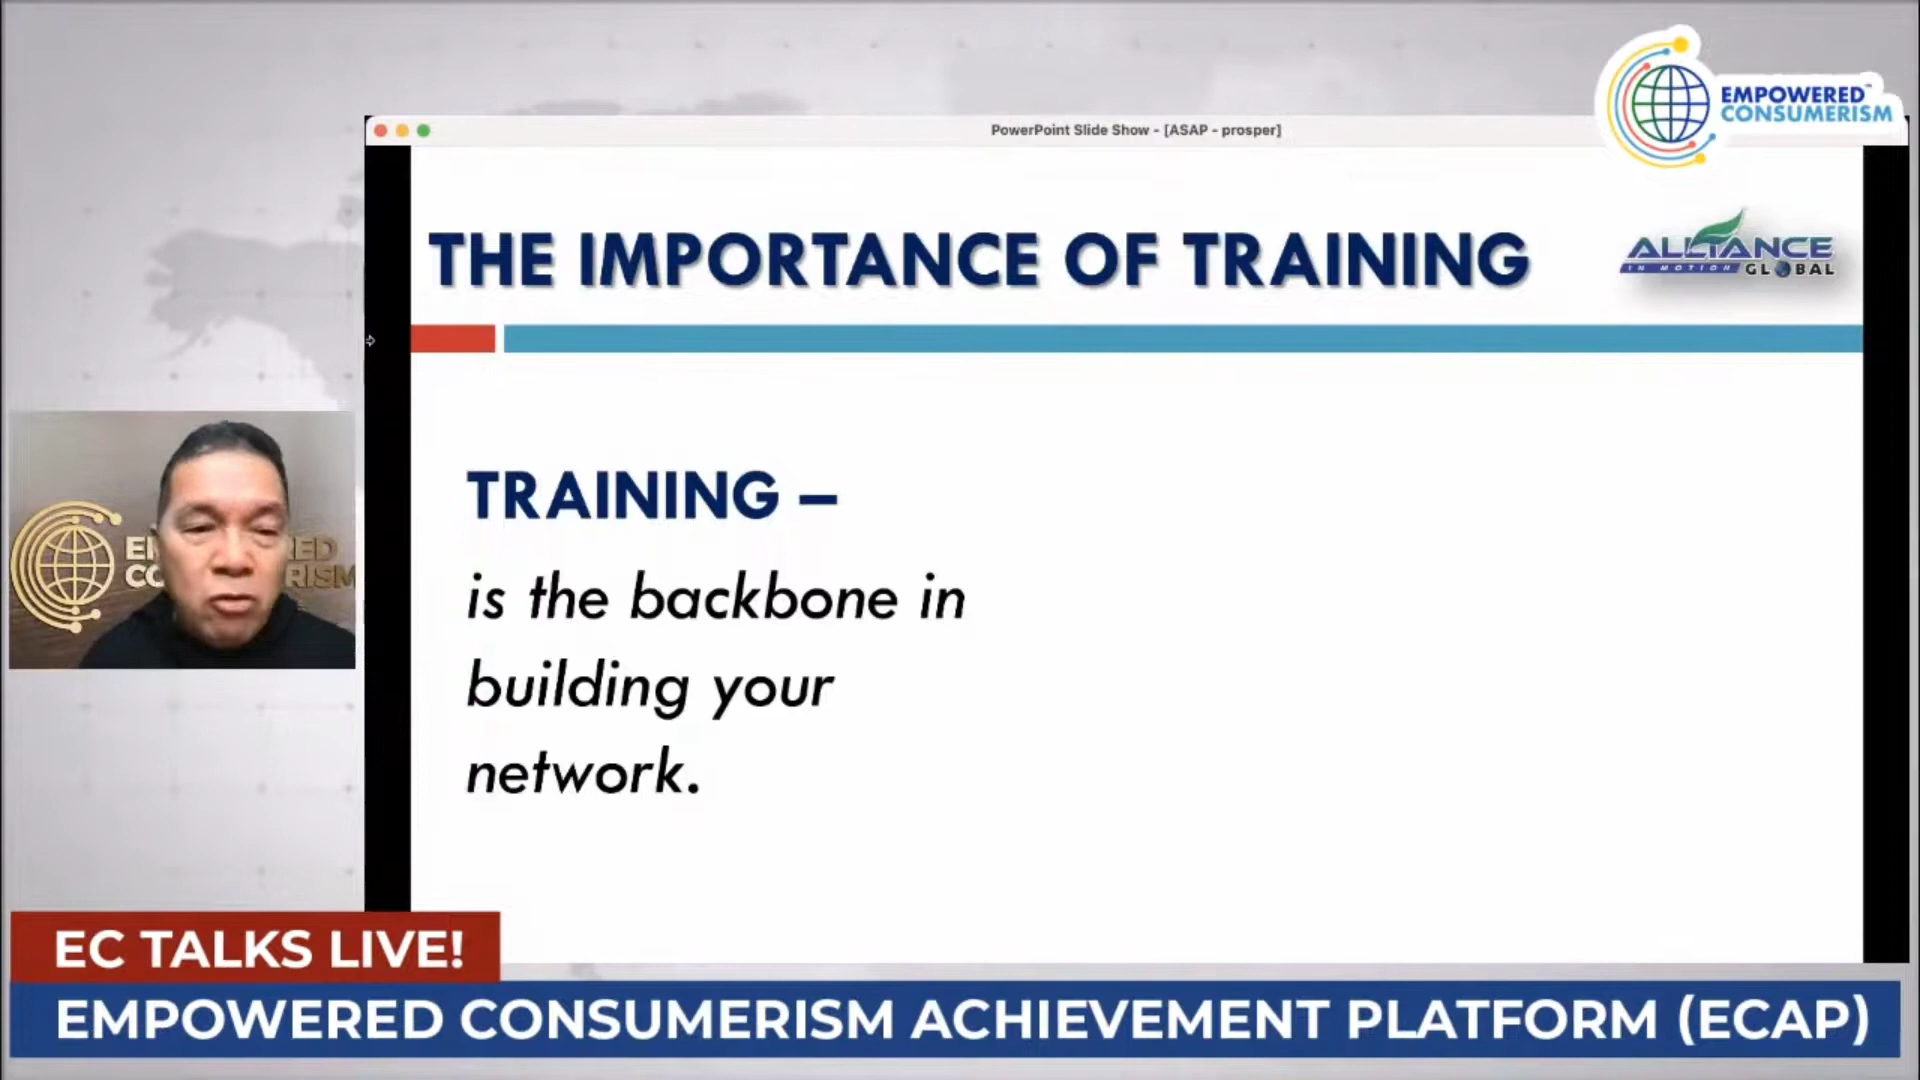 EMPOWERED™
CONSUMERISM
PowerPoint Slide Show - [ASAP - prosper]
THE IMPORTANCE OF TRAINING
ALLIANCE
IN MOTION GLOBAL
TRAINING –
is the backbone in
building your
network.
EC TALKS LIVE!
EMPOWERED CONSUMERISM ACHIEVEMENT PLATFORM (ECAP)